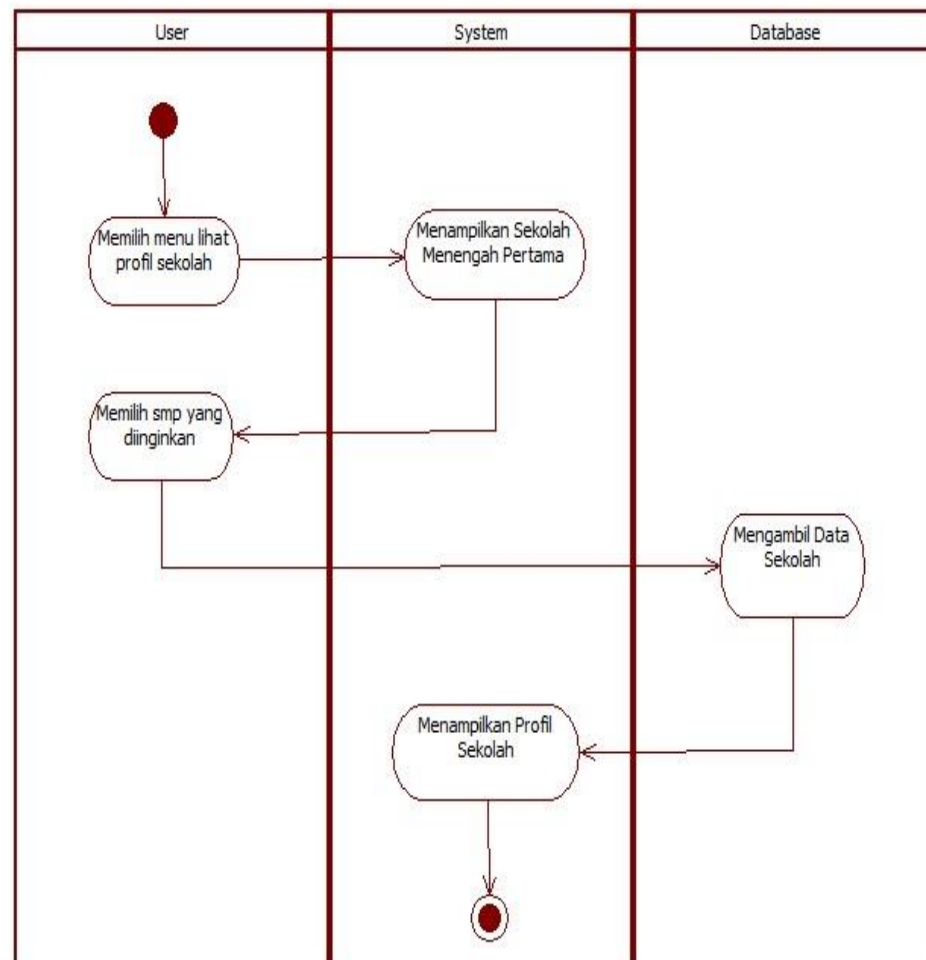 User
System
Database
Memilih menu lihat
profil sekolah
Menampilkan Sekolah
Menengah Pertama
Memilih smp yang
diinginkan
Mengambil Data
Sekolah
Menampilkan Profil
Sekolah